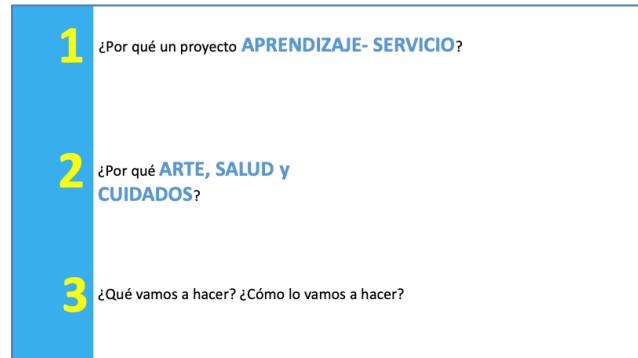 1
¿Por qué un proyecto APRENDIZAJE- SERVICIO?
2
¿Por qué ARTE, SALUD y
CUIDADOS?
3
¿Qué vamos a hacer? ¿Cómo lo vamos a hacer?